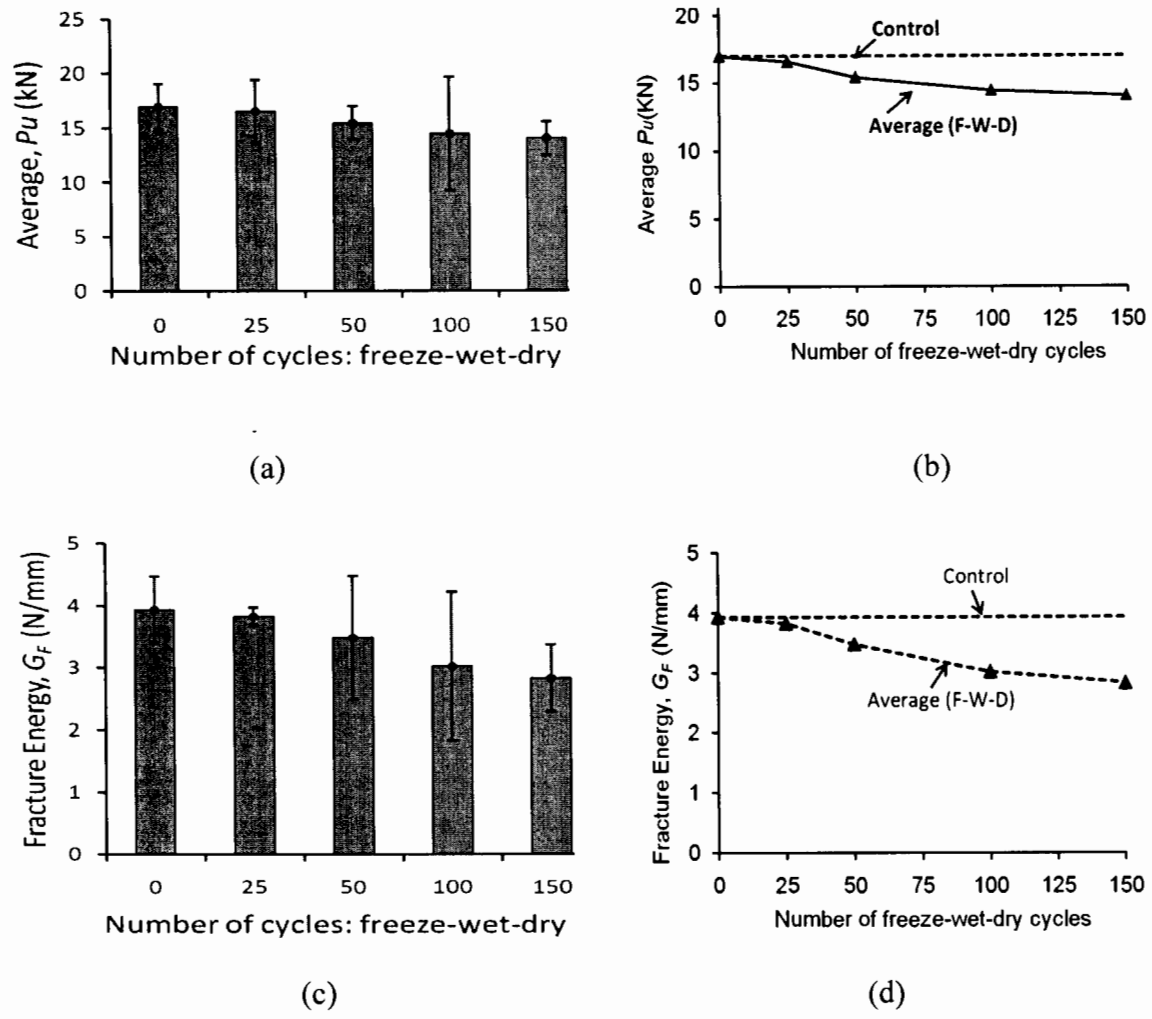 25
20
15
10
5
0
Average, Pu (kN)
0 25 50 100 150
Number of cycles: freeze-wet-dry
(a)
20
15
10
5
0
Average Pu(KN)
Control
Average (F-W-D)
0 25 50 75 100 125 150
Number of freeze-wet-dry cycles
(b)
5
4
3
2
1
0
Fracture Energy, GF (N/mm)
0 25 50 100 150
Number of cycles: freeze-wet-dry
(c)
5
4
3
2
1
0
Fracture Energy, GF (N/mm)
Control
Average (F-W-D)
0 25 50 75 100 125 150
Number of freeze-wet-dry cycles
(d)